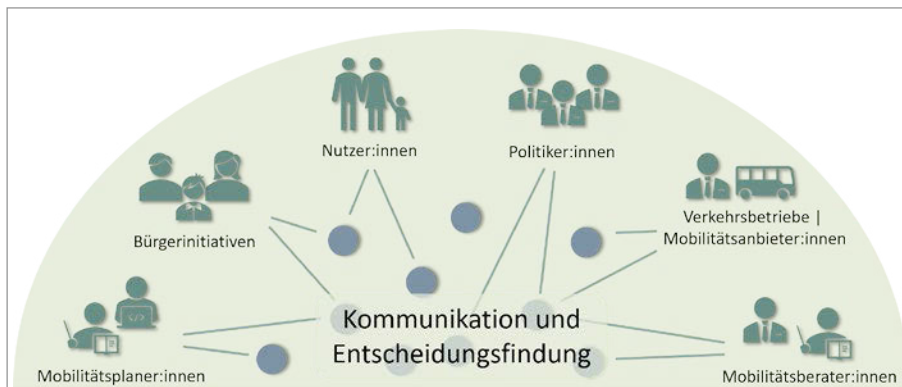 Nutzer:innen
Politiker:innen
Bürgerinitiativen
Verkehrsbetriebe |
Mobilitätsanbieter:innen
Kommunikation und
Entscheidungsfindung
Mobilitätsplaner:innen
Mobilitätsberater:innen